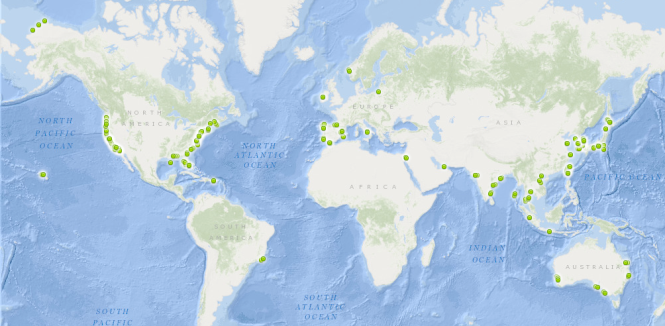 NORTH
AMERICA
NORTH
PACIFIC
OCEAN
EUROPE
ASIA
NORTH
ATLANTIC
OCEAN
PACIFIC OCEAN
AFRICA
SOUTH
AMERICA
INDIAN
OCEAN
AUSTRALIA
SOUTH
PACIFIC
SOUTH
ATLANTIC
OCEAN